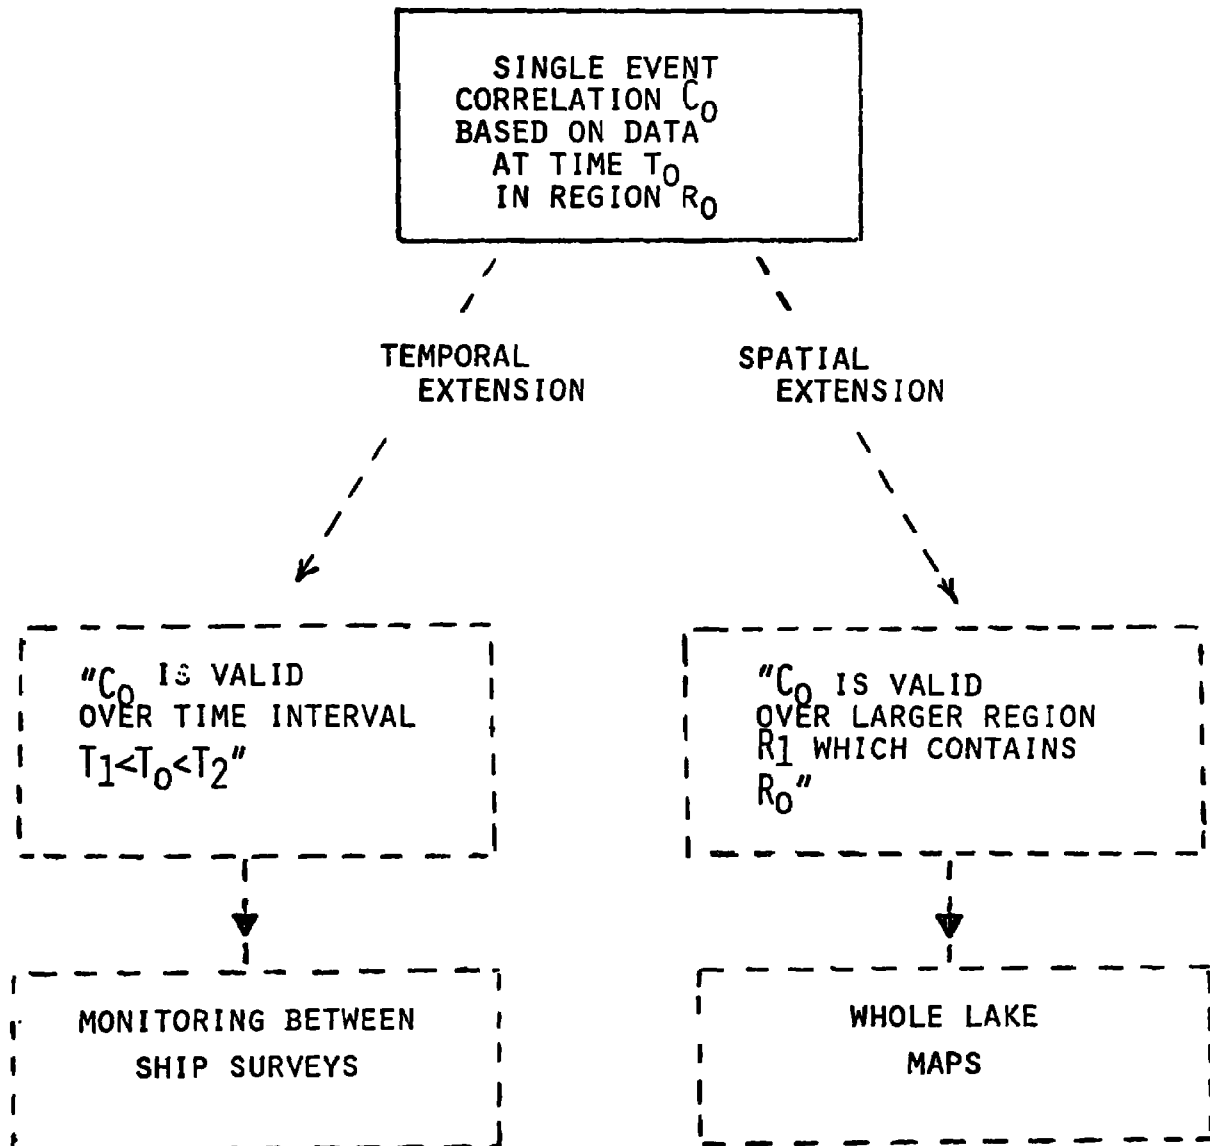 SINGLE EVENT
CORRELATION C₀
BASED ON DATA
AT TIME T₀
IN REGION R₀
TEMPORAL
EXTENSION
SPATIAL
EXTENSION
"C₀ IS VALID
OVER TIME INTERVAL
T₁<T₀<T₂"
"C₀ IS VALID
OVER LARGER REGION
R₁ WHICH CONTAINS
R₀"
MONITORING BETWEEN
SHIP SURVEYS
WHOLE LAKE
MAPS